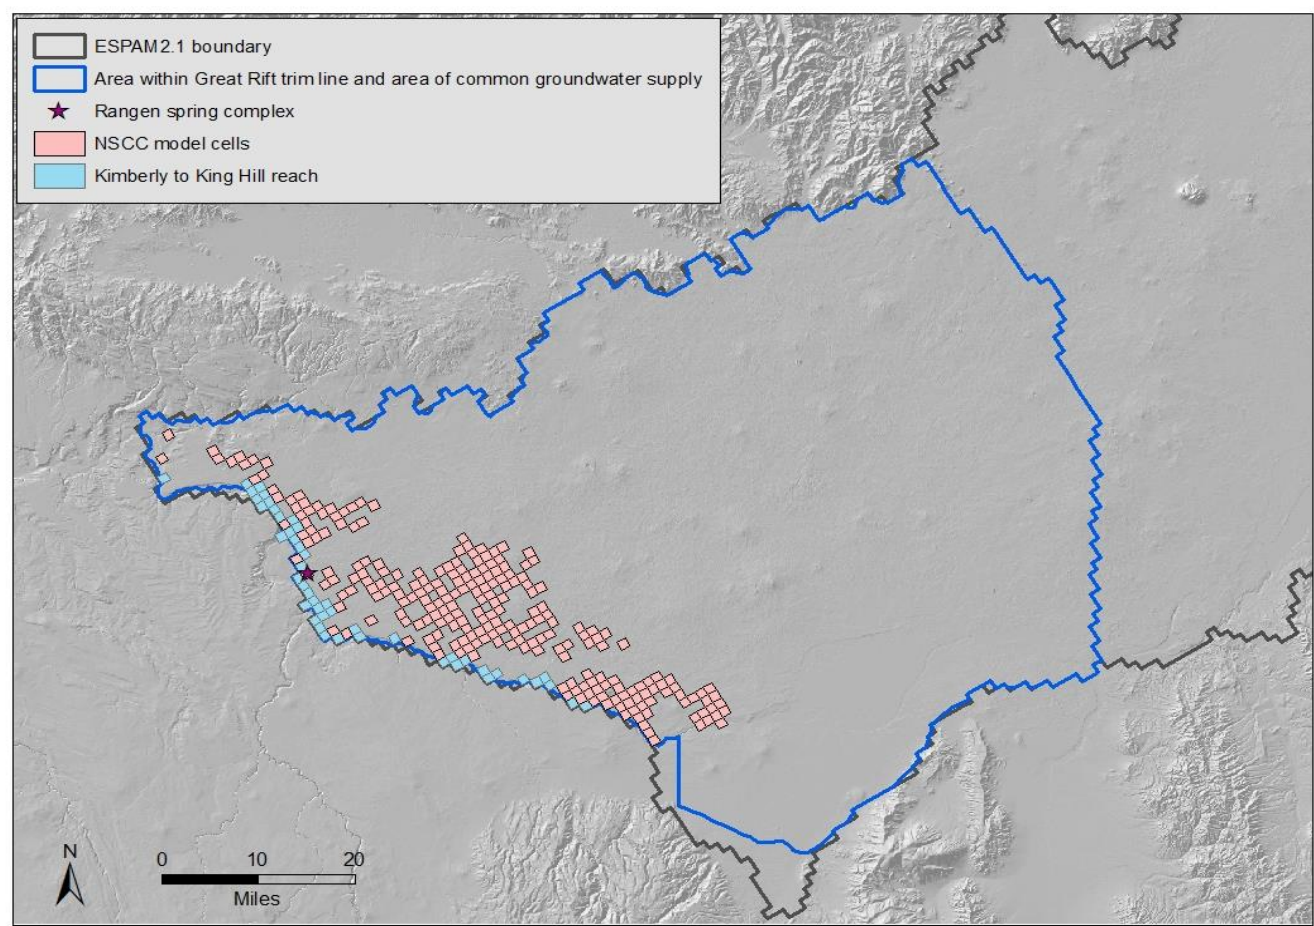 ESPAM2.1 boundary
Area within Great Rift trim line and area of common groundwater supply
Rangen spring complex
NSCC model cells
Kimberly to King Hill reach
N
0 10 20
Miles